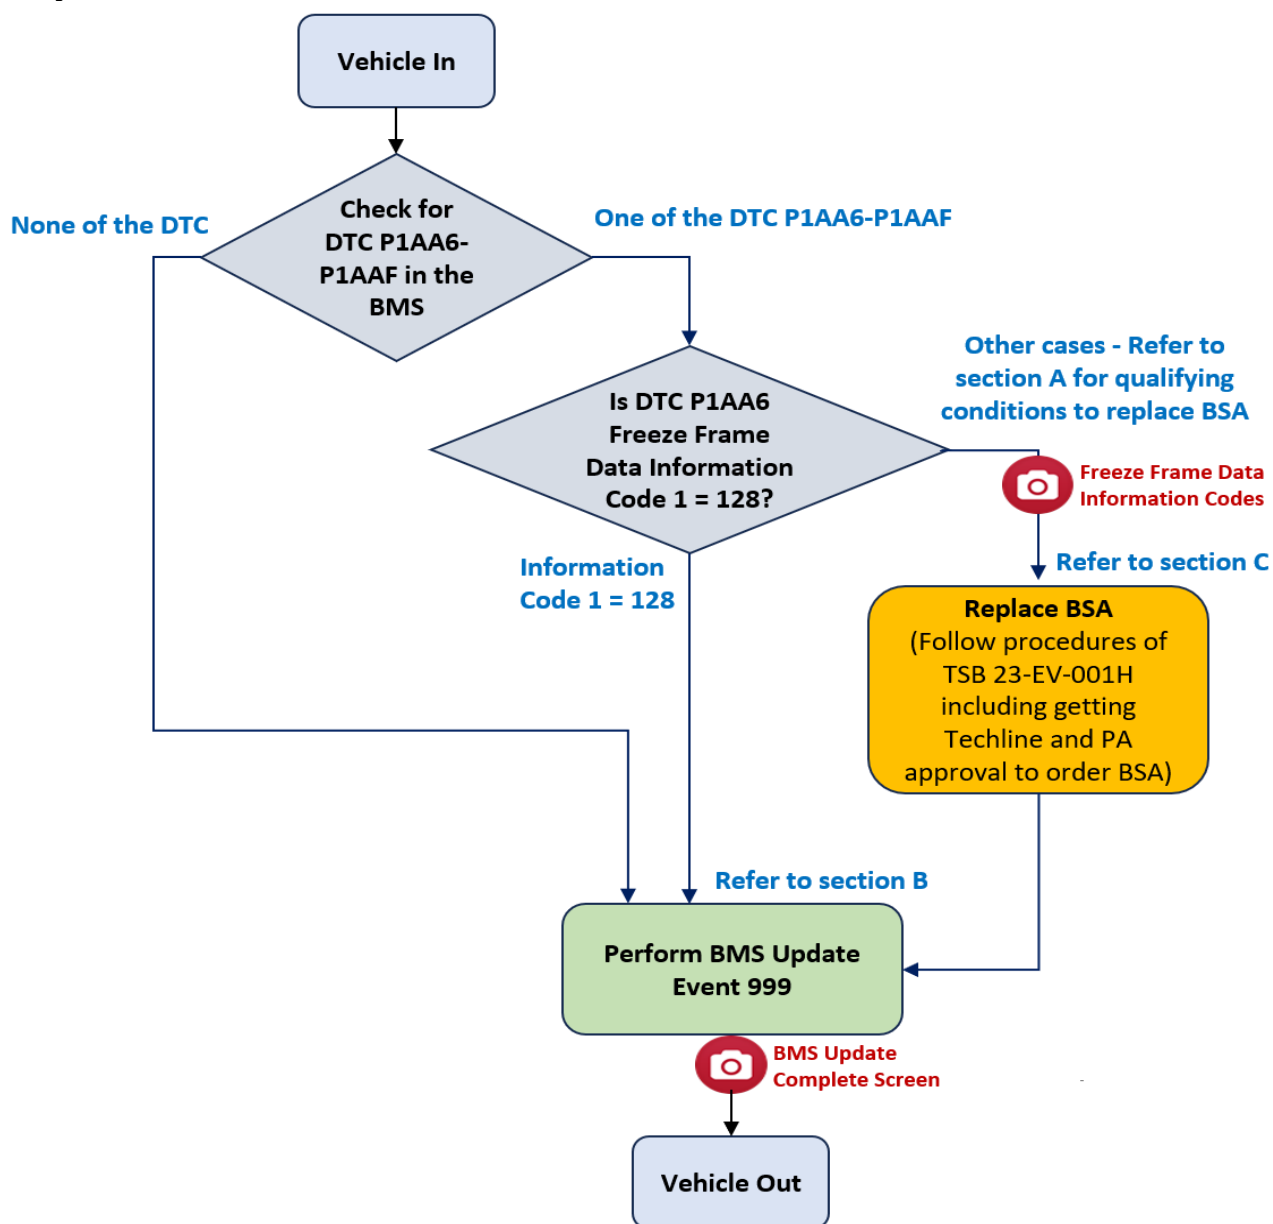 Vehicle In
Check for
DTC P1AA6-
P1AAF in the
BMS
None of the DTC
One of the DTC P1AA6-P1AAF
Is DTC P1AA6
Freeze Frame
Data Information
Code 1 = 128?
Other cases - Refer to
section A for qualifying
conditions to replace BSA
Freeze Frame Data
Information Codes
Information
Code 1 = 128
Refer to section C
Replace BSA
(Follow procedures of
TSB 23-EV-001H
including getting
Techline and PA
approval to order BSA)
Refer to section B
Perform BMS Update
Event 999
BMS Update
Complete Screen
Vehicle Out